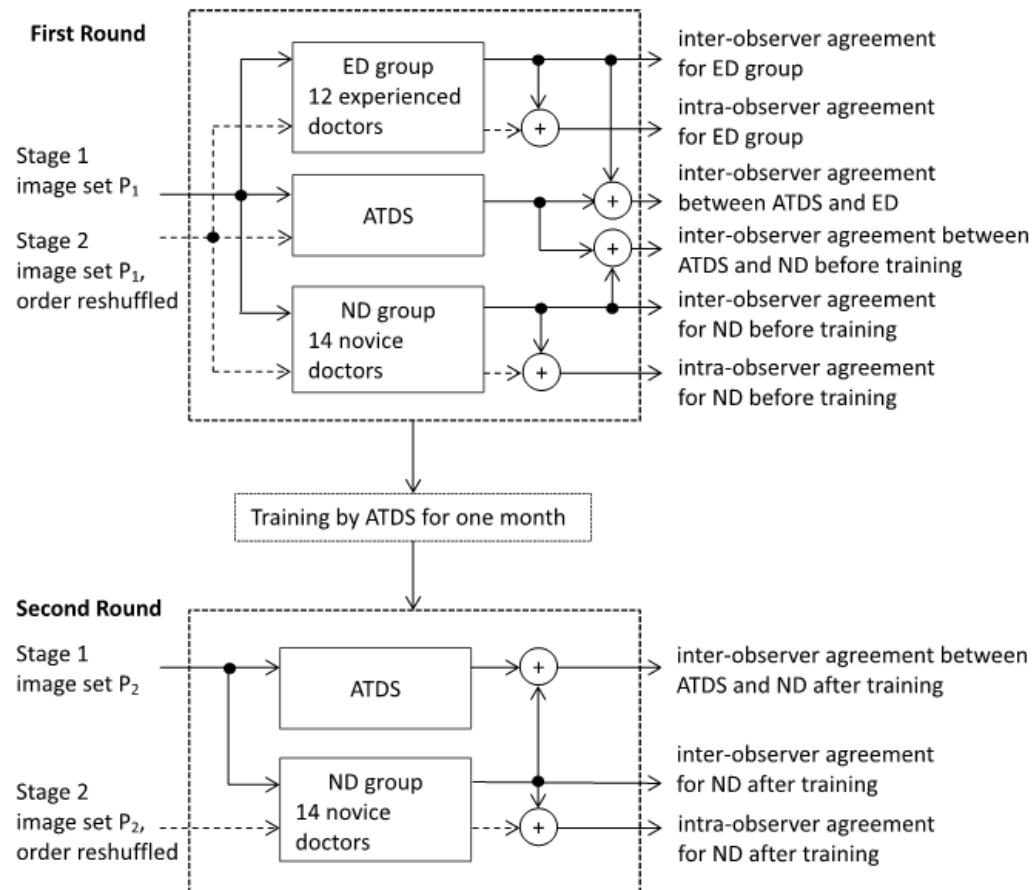 First Round
ED group
12 experienced
doctors
inter-observer agreement
for ED group
+
intra-observer agreement
for ED group
Stage 1
image set P₁
ATDS
+
inter-observer agreement
between ATDS and ED
Stage 2
image set P₁,
order reshuffled
+
inter-observer agreement between
ATDS and ND before training
ND group
14 novice
doctors
inter-observer agreement
for ND before training
+
intra-observer agreement
for ND before training
Training by ATDS for one month
Second Round
Stage 1
image set P₂
ATDS
+
inter-observer agreement between
ATDS and ND after training
ND group
14 novice
doctors
inter-observer agreement
for ND after training
Stage 2
image set P₂,
order reshuffled
+
intra-observer agreement
for ND after training